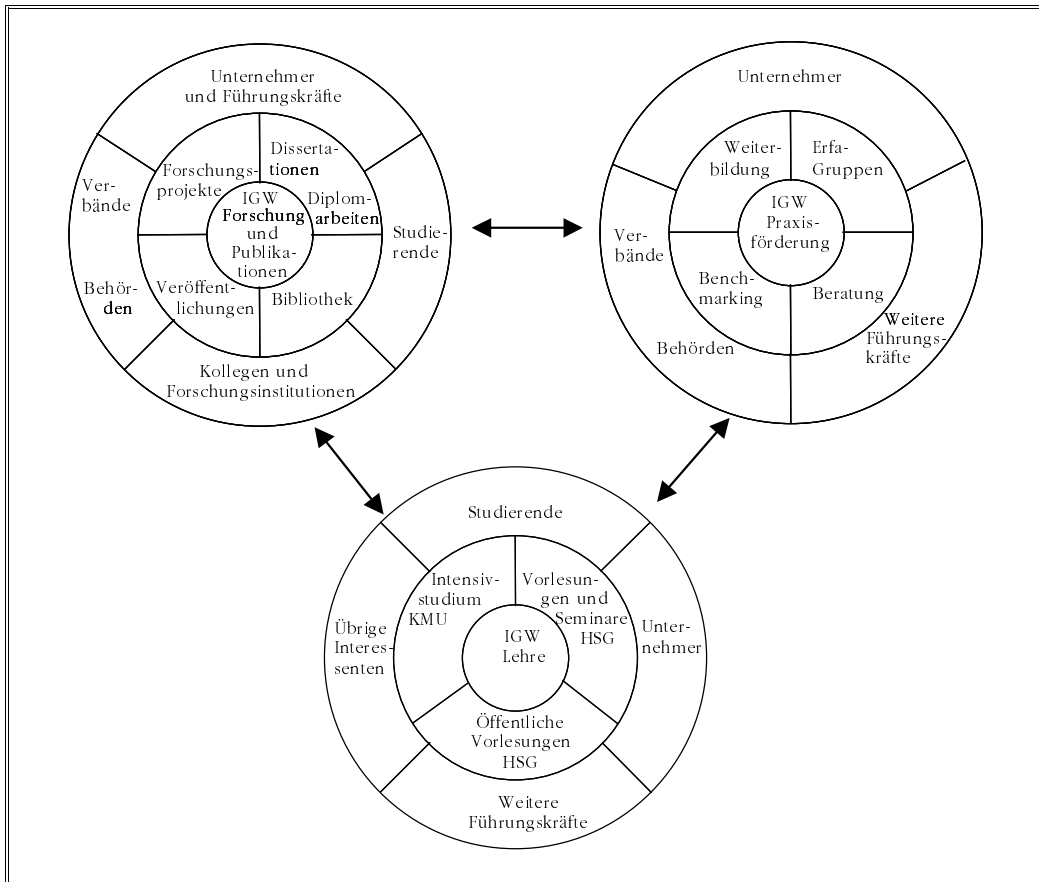 Unternehmer
und Führungskräfte
Disserta-
tionen
Forschungs-
projekte
Diplom-
arbeiten
IGW
Forschung
und
Publika-
tionen
Ver-
bände
Behör-
den
Studie-
rende
Veröffent-
lichungen
Bibliothek
Kollegen und
Forschungsinstitutionen
Unternehmer
Weiter-
bildung
Erfa-
Gruppen
IGW
Praxis-
förderung
Ver-
bände
Bench-
marking
Beratung
Behörden
Weitere
Führungs-
kräfte
Studierende
Intensiv-
studium
KMU
Vorlesun-
gen und
Seminare
HSG
IGW
Lehre
Übrige
Interes-
senten
Unter-
nehmer
Öffentliche
Vorlesungen
HSG
Weitere
Führungskräfte